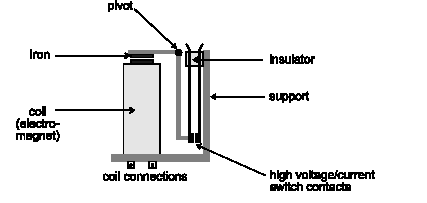 pivot
iron
insulator
coil
(electro-
magnet)
support
coil connections
high voltage/current
switch contacts